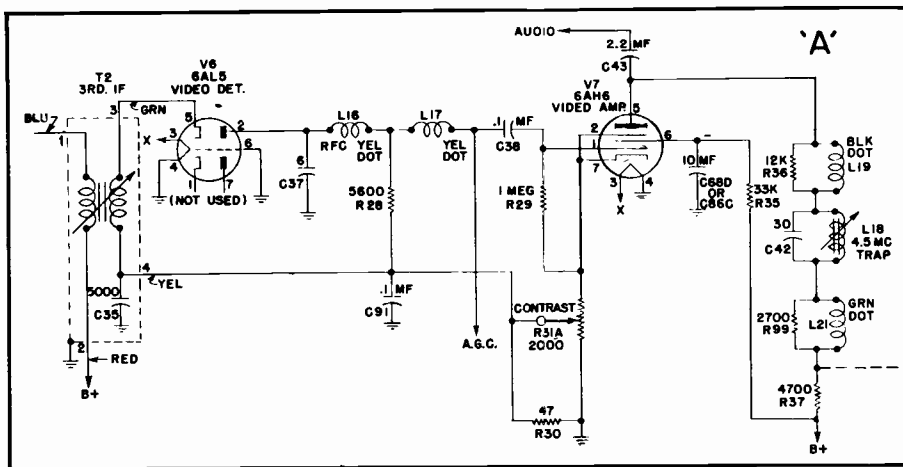 'A'
AUDIO
2.2 MF
C43
T2
3RD. IF
3
GRN
BLU
1
V6
6AL5
VIDEO DET.
5
2
X
3
6
4
1
7
(NOT USED)
L16
RFC
YEL
DOT
L17
YEL
DOT
6
C37
5600
R28
.1
MF
C38
1 MEG
R29
V7
6AH6
VIDEO AMP.
5
2
1
7
6
3
4
X
10 MF
C68D
OR
C86C
33K
R35
12K
R36
BLK
DOT
L19
30
C42
L18
4.5 MC
TRAP
2700
R99
L21
GRN
DOT
4700
R37
B+
4
YEL
5000
C35
2
RED
B+
.1 MF
C91
A.G.C.
CONTRAST
R31A
2000
47
R30